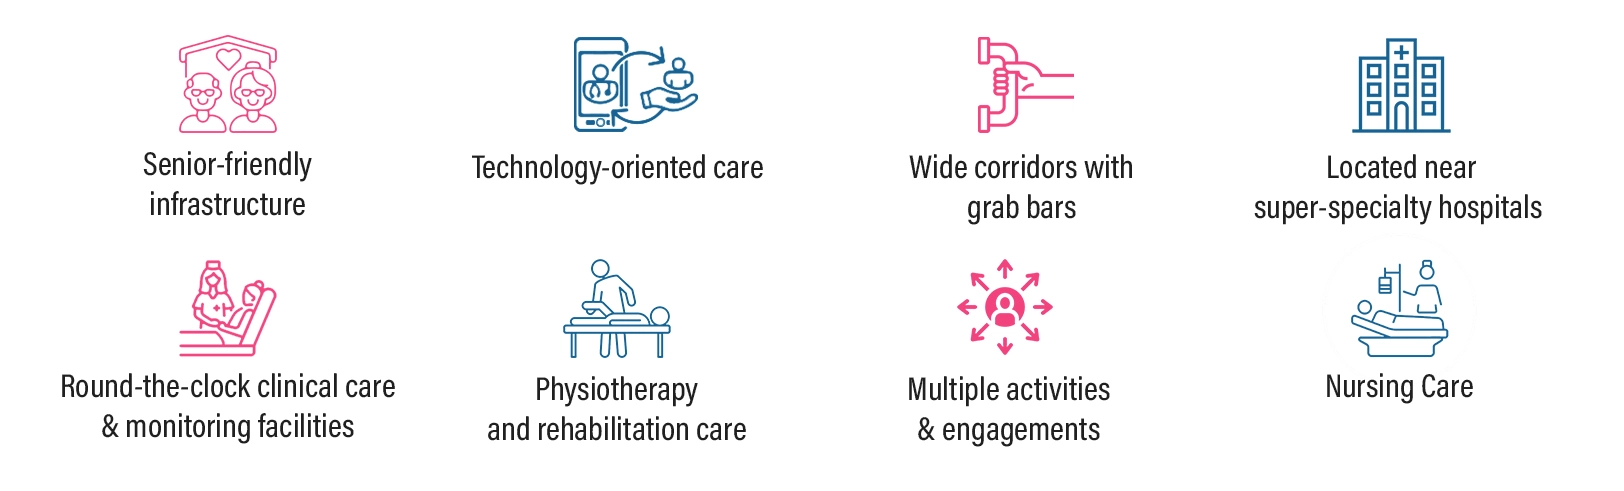 Senior-friendly
infrastructure
Technology-oriented care
Wide corridors with
grab bars
Located near
super-specialty hospitals
Round-the-clock clinical care
& monitoring facilities
Physiotherapy
and rehabilitation care
Multiple activities
& engagements
Nursing Care